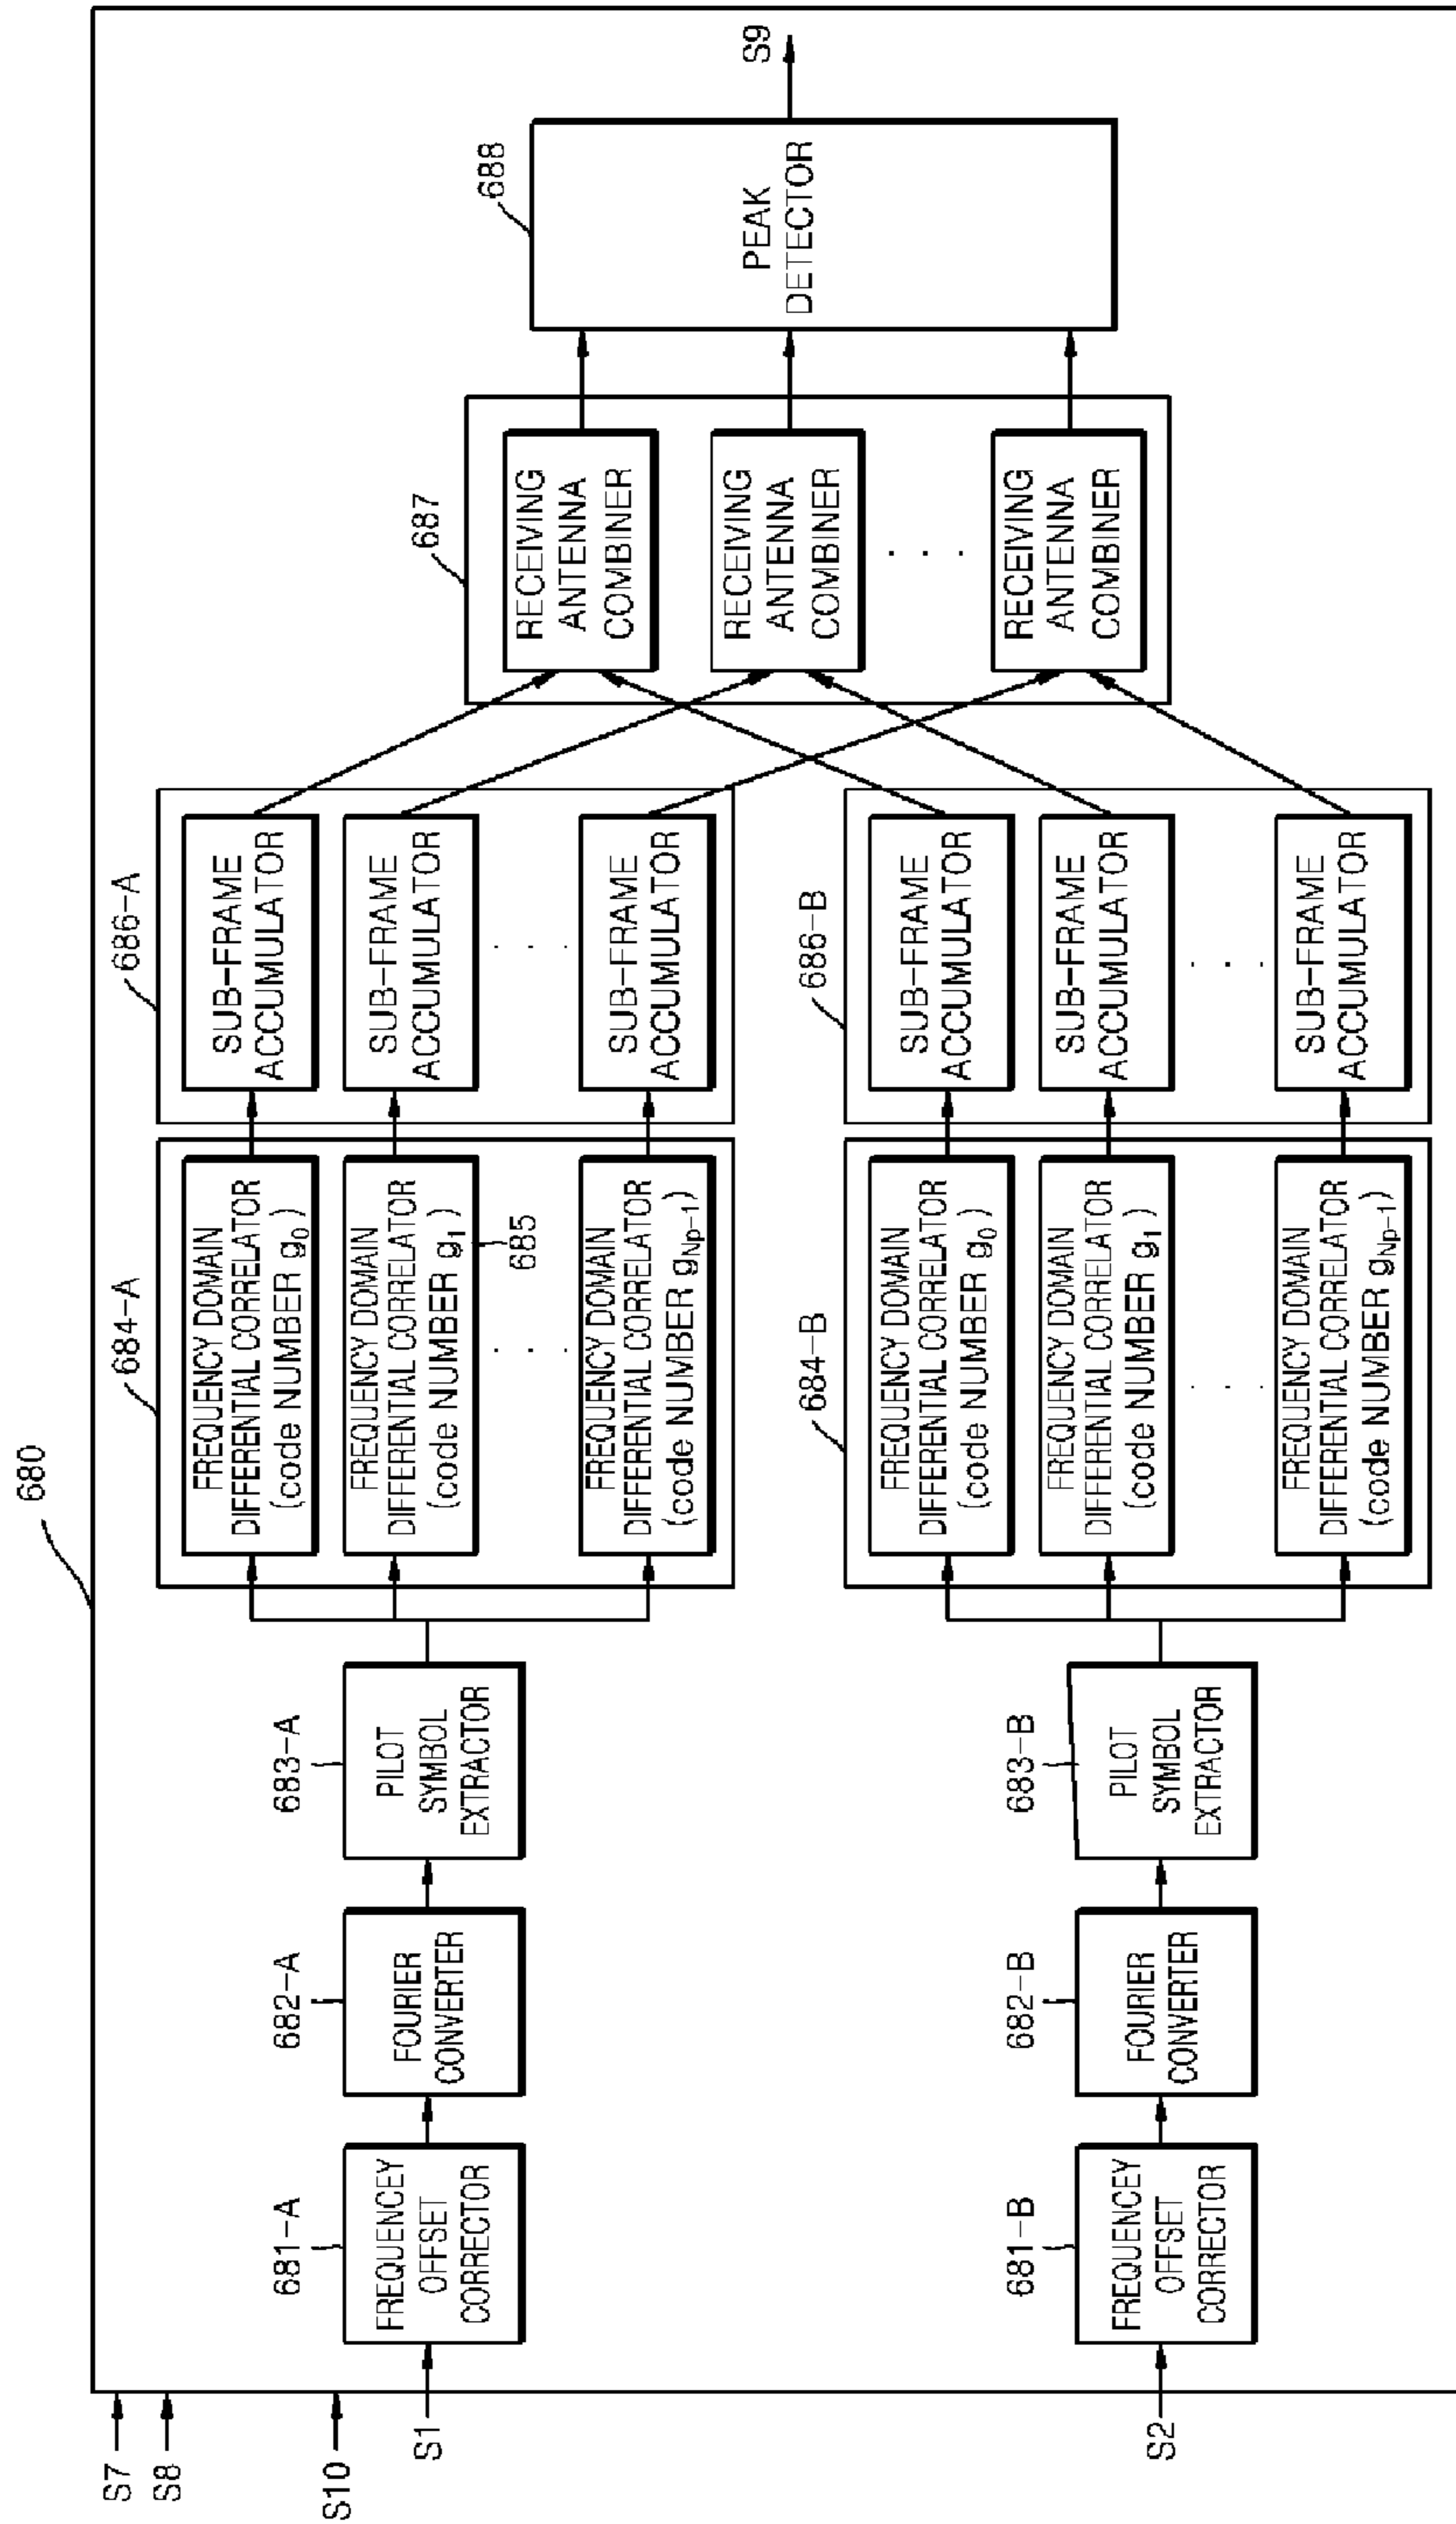 680
S7
S8
S10
S1
681-A
FREQUENCEY
OFFSET
CORRECTOR
682-A
FOURIER
CONVERTER
683-A
PILOT
SYMBOL
EXTRACTOR
684-A
FREQUENCY DOMAIN
DIFFERENTIAL CORRELATOR
(code NUMBER g0)
FREQUENCY DOMAIN
DIFFERENTIAL CORRELATOR
(code NUMBER g1)
685
. . .
FREQUENCY DOMAIN
DIFFERENTIAL CORRELATOR
(code NUMBER gNp-1)
686-A
SUB-FRAME
ACCUMULATOR
SUB-FRAME
ACCUMULATOR
. . .
SUB-FRAME
ACCUMULATOR
S2
681-B
FREQUENCEY
OFFSET
CORRECTOR
682-B
FOURIER
CONVERTER
683-B
PILOT
SYMBOL
EXTRACTOR
684-B
FREQUENCY DOMAIN
DIFFERENTIAL CORRELATOR
(code NUMBER g0)
FREQUENCY DOMAIN
DIFFERENTIAL CORRELATOR
(code NUMBER g1)
. . .
FREQUENCY DOMAIN
DIFFERENTIAL CORRELATOR
(code NUMBER gNp-1)
686-B
SUB-FRAME
ACCUMULATOR
SUB-FRAME
ACCUMULATOR
. . .
SUB-FRAME
ACCUMULATOR
687
RECEIVING
ANTENNA
COMBINER
RECEIVING
ANTENNA
COMBINER
. . .
RECEIVING
ANTENNA
COMBINER
688
PEAK
DETECTOR
S9